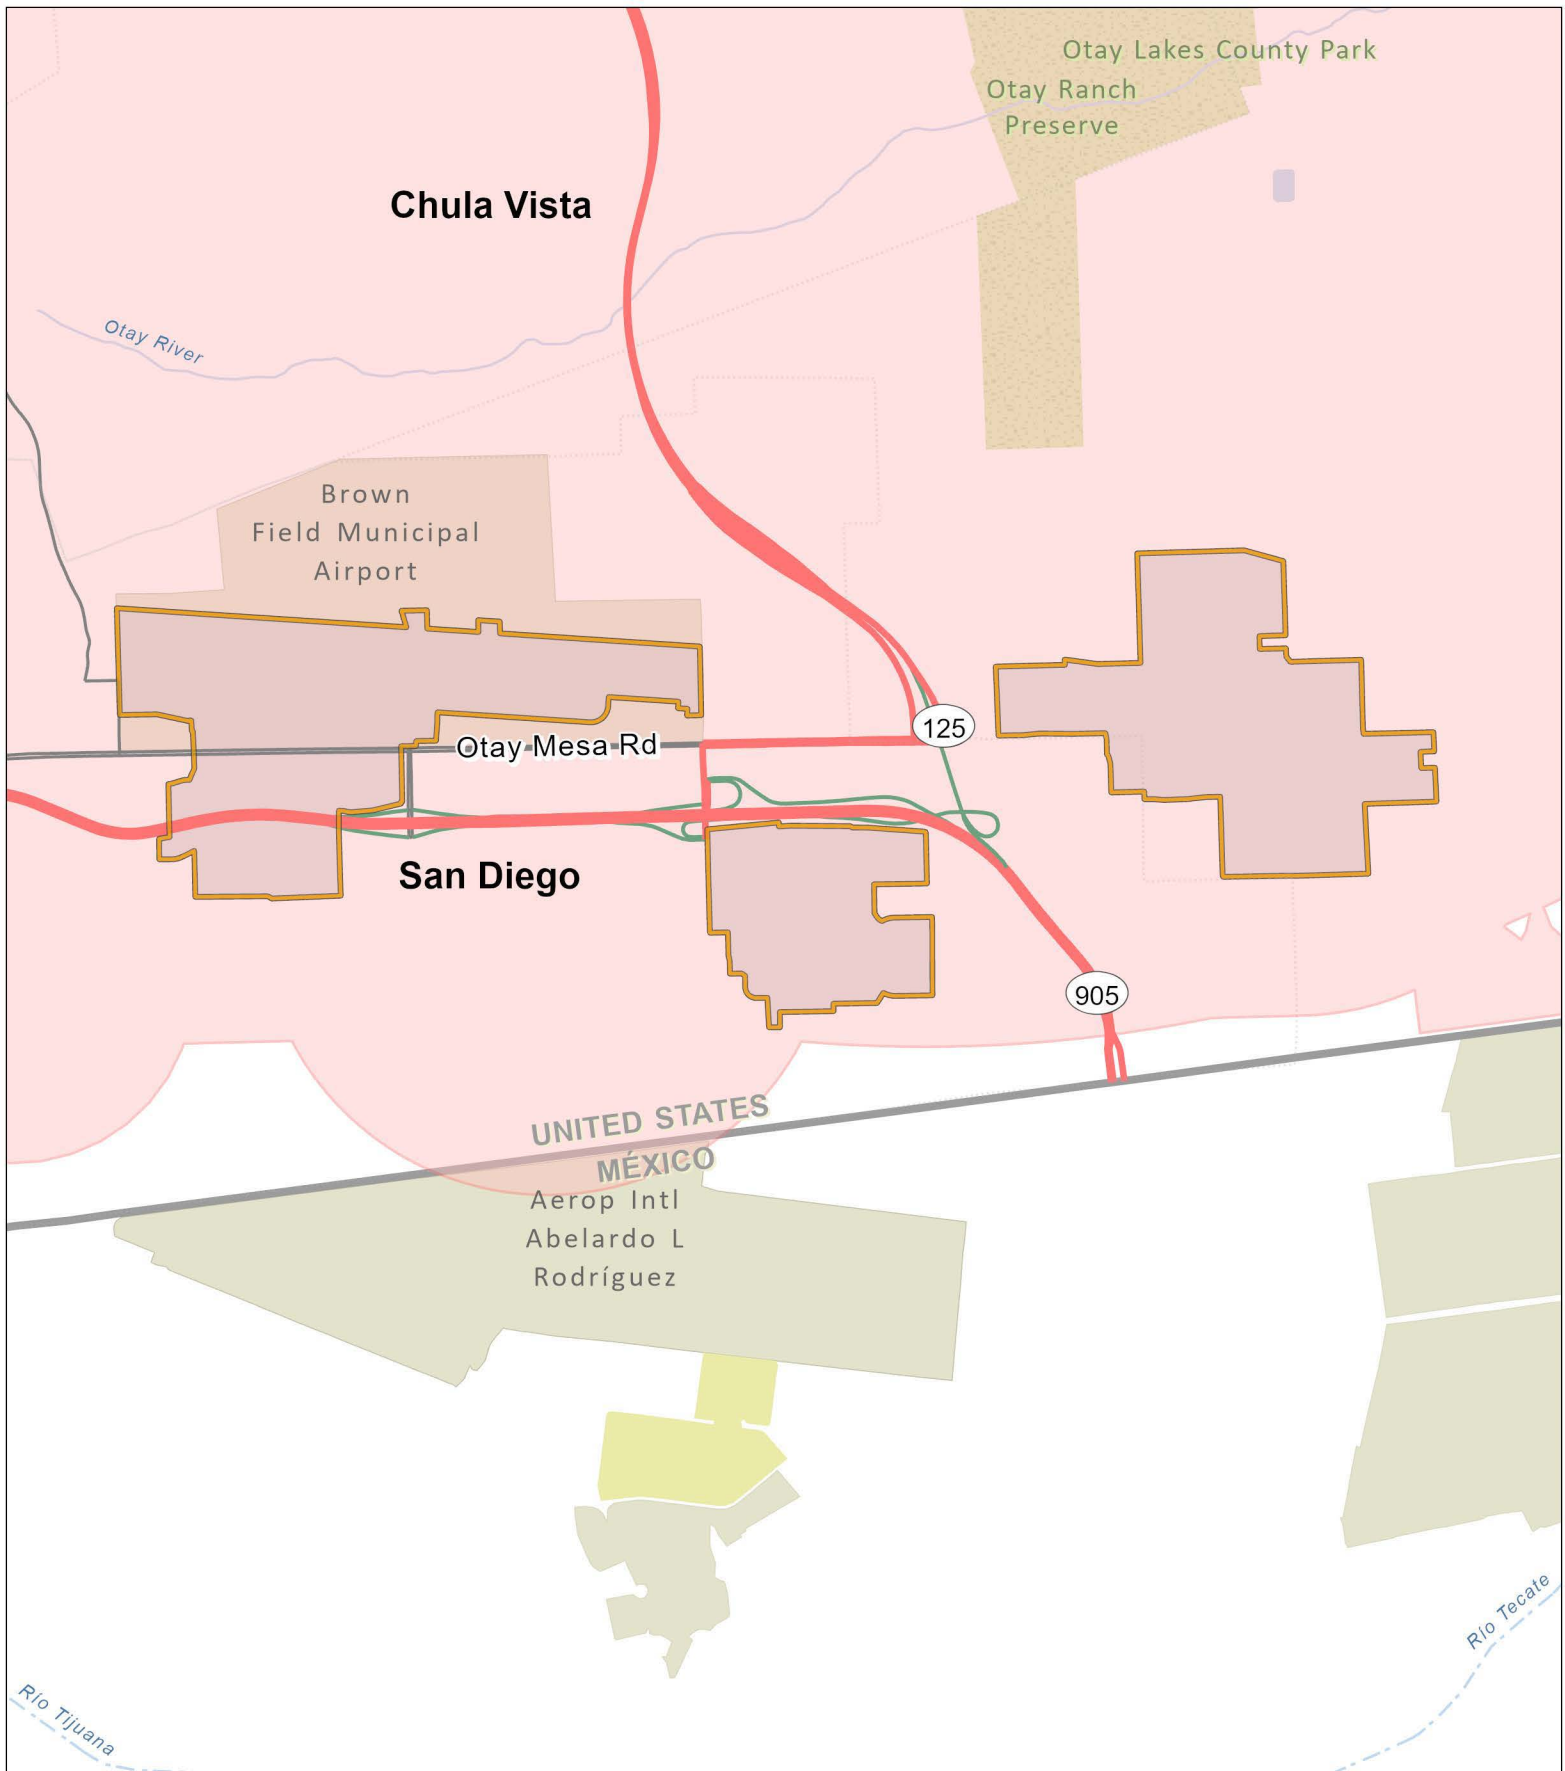 Otay Lakes County Park
Otay Ranch
Preserve
Chula Vista
Otay River
Brown
Field Municipal
Airport
125
Otay Mesa Rd
San Diego
905
UNITED STATES
MÉXICO
Aerop Intl
Abelardo L
Rodríguez
Río Tecate
Río Tijuana